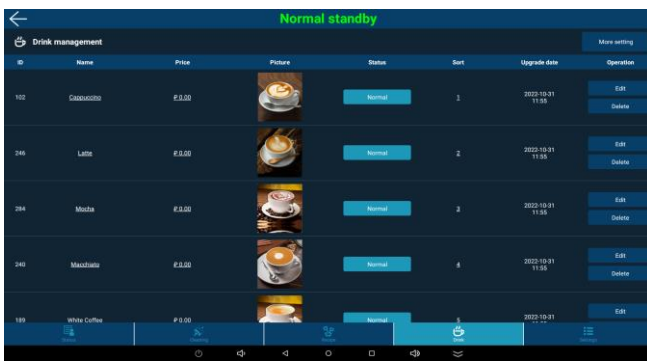 Normal standby
Drink management
More setting
ID Name Price Picture Status Sort Upgrade date Operation
102 Cappuccino ₽ 0.00 Normal 1 2022-10-31 11:55 Edit
Delete
246 Latte ₽ 0.00 Normal 2 2022-10-31 11:55 Edit
Delete
284 Mocha ₽ 0.00 Normal 3 2022-10-31 11:55 Edit
Delete
240 Macchiato ₽ 0.00 Normal 4 2022-10-31 11:55 Edit
Delete
189 White Coffee ₽ 0.00 Normal 5 2022-10-31 Edit
Cleaning Drink Settings